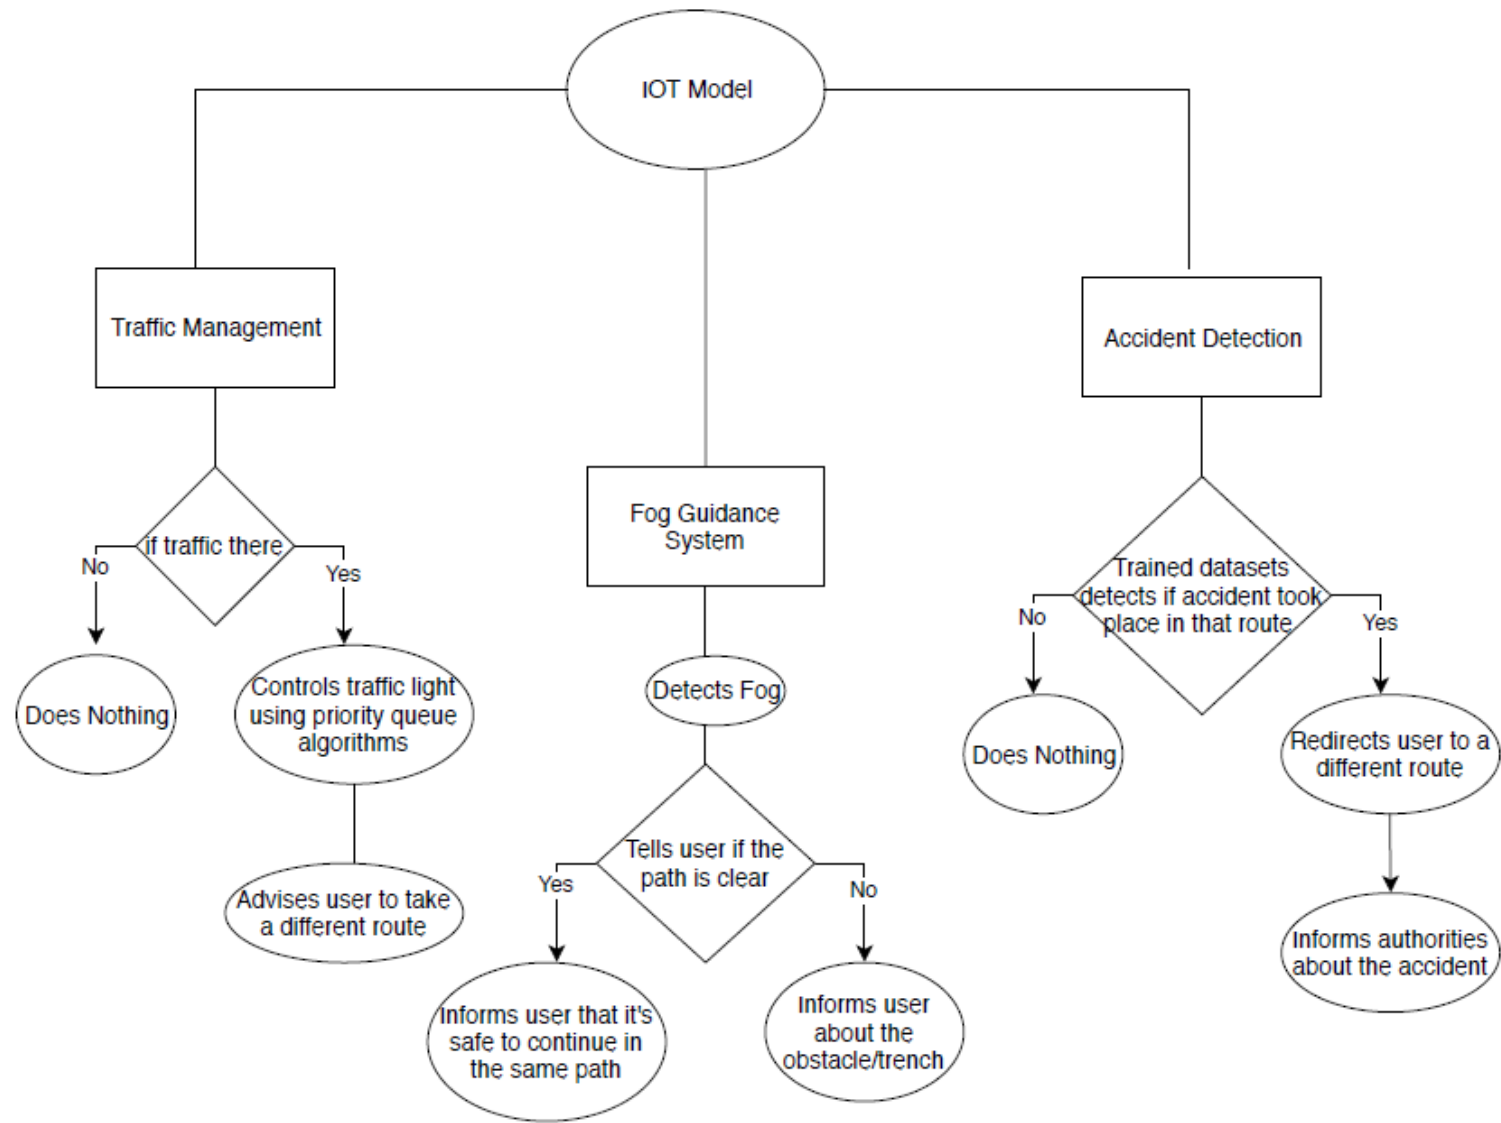 IOT Model
Traffic Management
if traffic there
No
Yes
Does Nothing
Controls traffic light
using priority queue
algorithms
Advises user to take
a different route
Fog Guidance
System
Detects Fog
Tells user if the
path is clear
Yes
No
Informs user that it's
safe to continue in
the same path
Informs user
about the
obstacle/trench
Accident Detection
Trained datasets
detects if accident took
place in that route
No
Yes
Does Nothing
Redirects user to a
different route
Informs authorities
about the accident